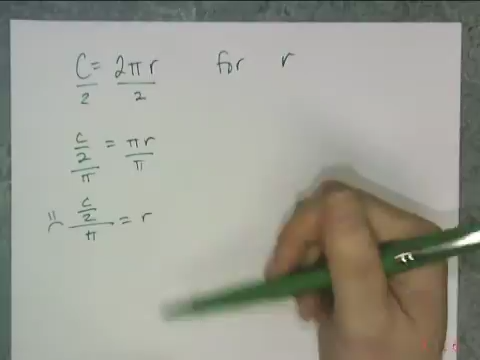 C/2 = 2πr/2 for r
(c/2)/π = πr/π
:( (c/2)/π = r